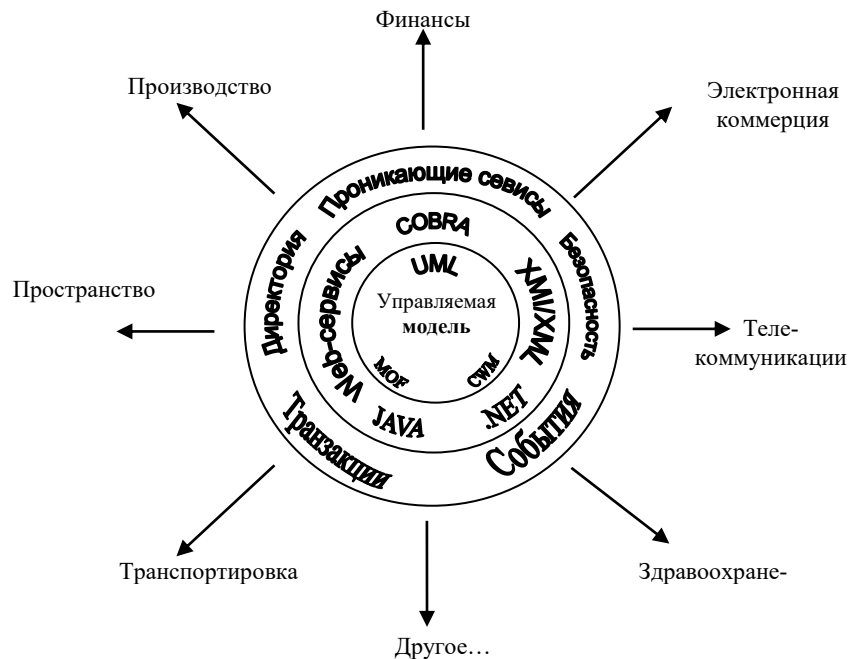 Финансы
Производство
Электронная
коммерция
Проникающие севисы
Директория
Безопасность
COBRA
Web-сервисы
XMI/XML
UML
Управляемая
модель
Пространство
Теле-
коммуникации
MOF
CWM
JAVA
.NET
Транзакции
События
Транспортировка
Здравоохране-
Другое…